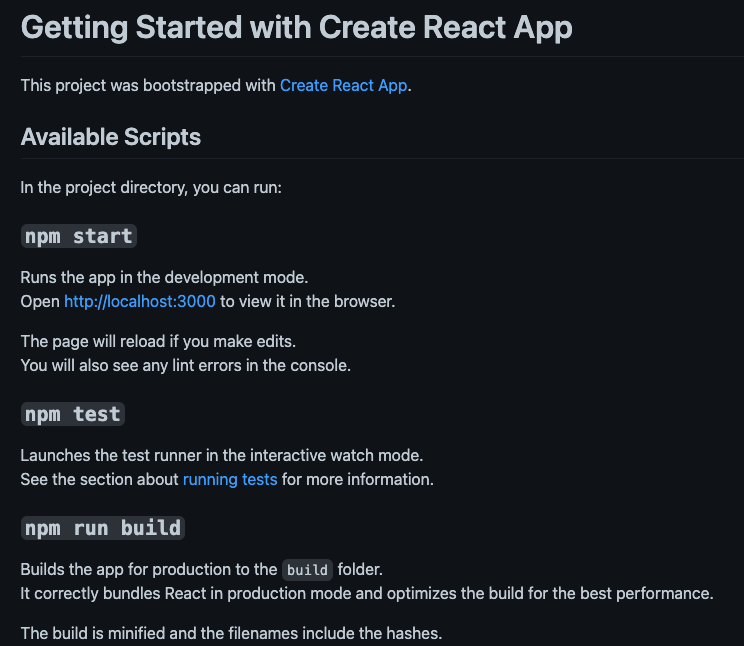 Getting Started with Create React App
This project was bootstrapped with Create React App.
Available Scripts
In the project directory, you can run:
npm start
Runs the app in the development mode.
Open http://localhost:3000 to view it in the browser.
The page will reload if you make edits.
You will also see any lint errors in the console.
npm test
Launches the test runner in the interactive watch mode.
See the section about running tests for more information.
npm run build
Builds the app for production to the build folder.
It correctly bundles React in production mode and optimizes the build for the best performance.
The build is minified and the filenames include the hashes.